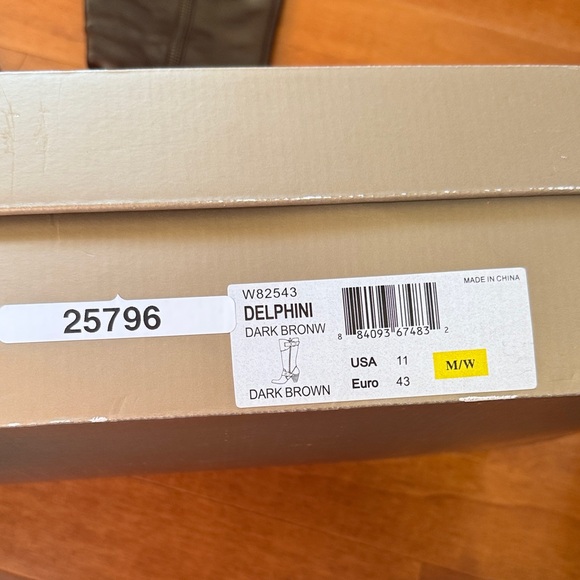 25796
W82543
DELPHINI
DARK BRONW
DARK BROWN
MADE IN CHINA
8 84093 67483 2
USA 11
Euro 43
M/W